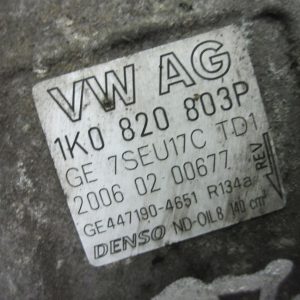 VW AG
1K0 820 803P
GE 7SEU17C TD1
2006 02 00677
GE447190-4651 R134a
DENSO ND-OIL8 140 cm³
REV